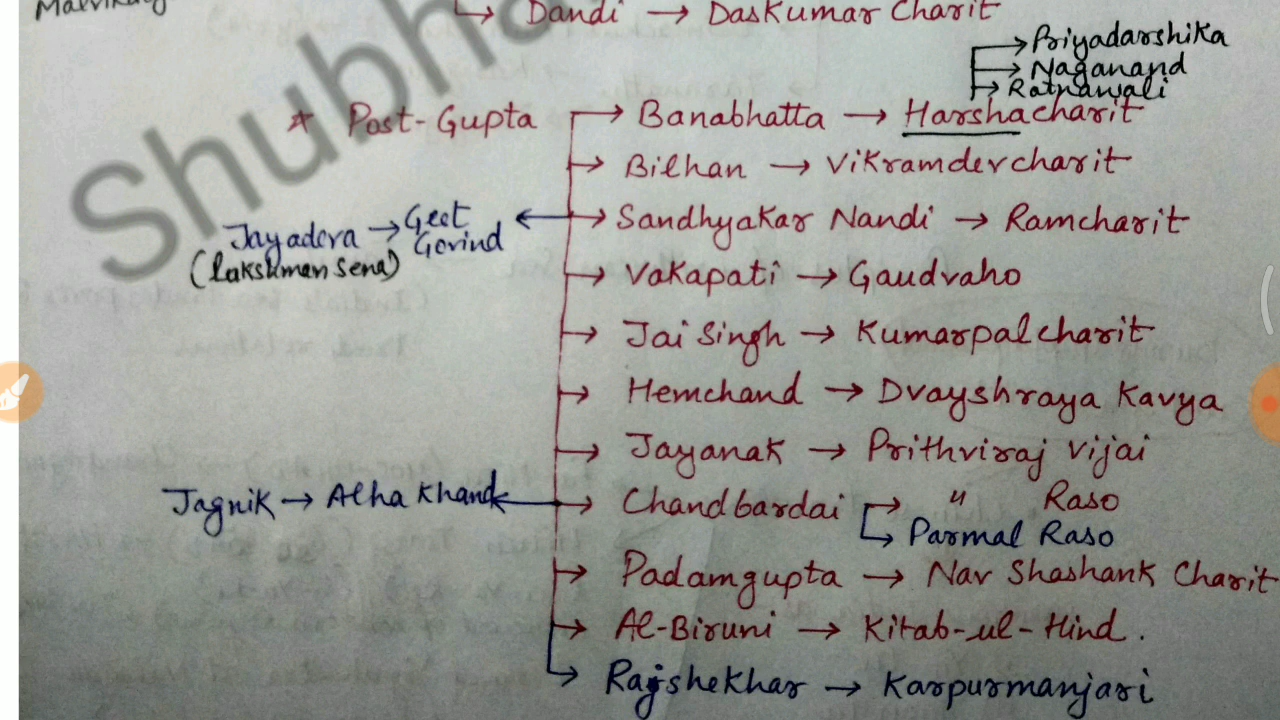 ↳ Dandi → Daskumar Charit
→ Priyadarshika
→ Naganand
→ Ratnawali
* Post-Gupta → Banabhatta → Harshacharit
→ Bilhan → Vikramdevcharit
→ Sandhyakar Nandi → Ramcharit
Jayadeva → Geet Govind
(Lakshman Sena)
→ Vakapati → Gaudvaho
→ Jai Singh → Kumarpalcharit
→ Hemchand → Dvayshraya Kavya
→ Jayanak → Prithviraj Vijai
Jagnik → Alha Khand
→ Chandbardai → " Raso
↳ Parmal Raso
→ Padamgupta → Nav Shashank Charit
→ Al-Biruni → Kitab-ul-Hind.
↳ Rajshekhar → Karpurmanjari
Shubh